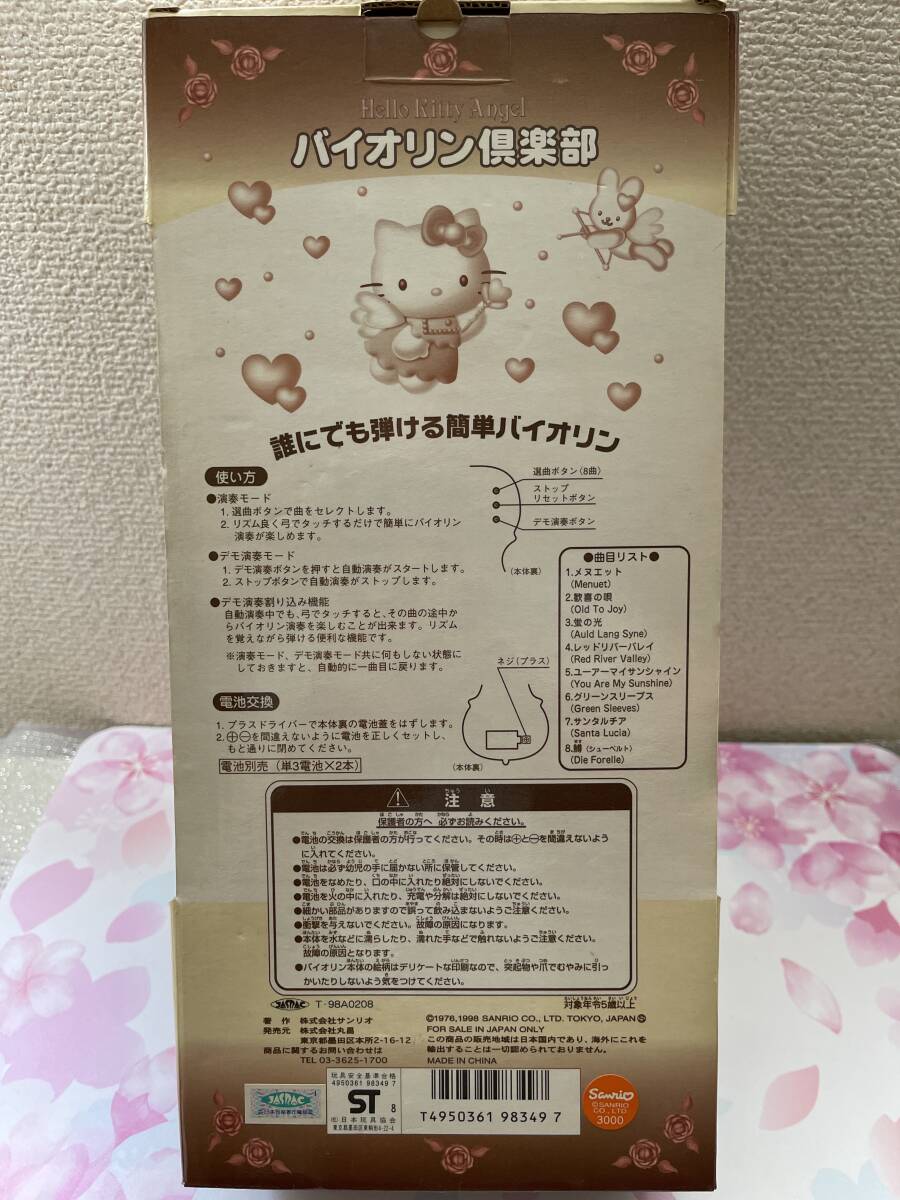 Hello Kitty Angel
バイオリン倶楽部
誰にでも弾ける簡単バイオリン
使い方
●演奏モード
1. 選曲ボタンで曲をセレクトします。
2. リズム良く弓でタッチするだけで簡単にバイオリン
演奏が楽しめます。
●デモ演奏モード
1. デモ演奏ボタンを押すと自動演奏がスタートします。
2. ストップボタンで自動演奏がストップします。
●デモ演奏割り込み機能
自動演奏中でも、弓でタッチすると、その曲の途中か
らバイオリン演奏を楽しむことが出来ます。リズム
を覚えながら弾ける便利な機能です。
※演奏モード、デモ演奏モード共に何もしない状態に
しておきますと、自動的に一曲目に戻ります。
選曲ボタン(8曲)
ストップ
リセットボタン
デモ演奏ボタン
(本体裏)
●曲目リスト●
1.メヌエット
(Menuet)
2.歓喜の唄
(Old To Joy)
3.蛍の光
(Auld Lang Syne)
4.レッドリバーバレイ
(Red River Valley)
5.ユーアーマイサンシャイン
(You Are My Sunshine)
6.グリーンスリーブス
(Green Sleeves)
7.サンタルチア
(Santa Lucia)
8.鱒(シューベルト)
(Die Forelle)
電池交換
1. プラスドライバーで本体裏の電池蓋をはずします。
2. ⊕⊖を間違えないように電池を正しくセットし、
もと通りに閉めてください。
電池別売(単3電池×2本)
ネジ(プラス)
(本体裏)
⚠ 注意
保護者の方へ 必ずお読みください。
●電池の交換は保護者の方が行ってください。その時は⊕と⊖を間違えないよう
に入れてください。
●電池は必ず幼児の手に届かない所に保管してください。
●電池をなめたり、口の中に入れたり絶対にしないでください。
●電池を火の中に入れたり、充電や分解は絶対にしないでください。
●細かい部品がありますので誤って飲み込まないようご注意ください。
●衝撃を与えないでください。故障の原因になります。
●本体を水などに濡らしたり、濡れた手などで触れないようご注意ください。
故障の原因となります。
●バイオリン本体の絵柄はデリケートな印刷なので、突起物や爪でむやみに引っ
かいたりしないよう気をつけてください。
JASRAC T-98A0208
対象年令5歳以上
著作 株式会社サンリオ
発売元 株式会社丸昌
東京都墨田区本所2-16-12
商品に関するお問い合わせは
TEL 03-3625-1700
©1976,1998 SANRIO CO., LTD. TOKYO, JAPAN Ⓢ
FOR SALE IN JAPAN ONLY
この商品の販売地域は日本国内であり、海外にこれを
輸出することは一切認められておりません。
MADE IN CHINA
JASRAC
玩具安全基準合格
4950361 98349 7
ST 8
㈳日本玩具協会
東京都墨田区東駒形4-22-4
T4950361 98349 7
Sanrio
©SANRIO
CO., LTD
3000